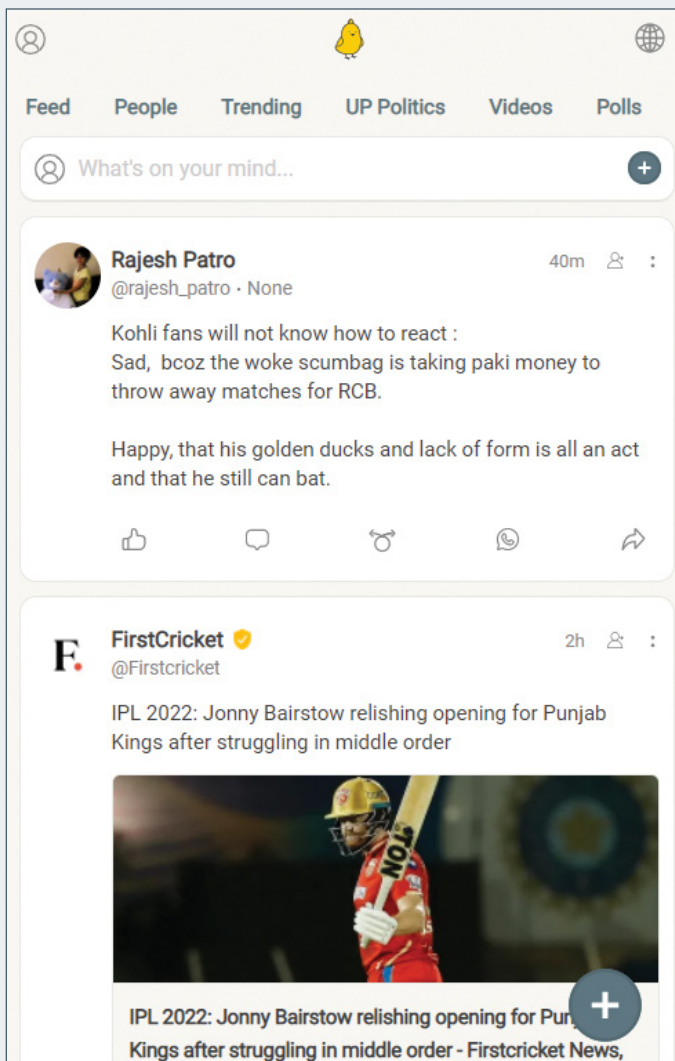 Feed People Trending UP Politics Videos Polls
What's on your mind...
Rajesh Patro 40m
@rajesh_patro • None
Kohli fans will not know how to react :
Sad, bcoz the woke scumbag is taking paki money to
throw away matches for RCB.
Happy, that his golden ducks and lack of form is all an act
and that he still can bat.
F. FirstCricket 2h
@Firstcricket
IPL 2022: Jonny Bairstow relishing opening for Punjab
Kings after struggling in middle order
TON
IPL 2022: Jonny Bairstow relishing opening for Pun
Kings after struggling in middle order - Firstcricket News,